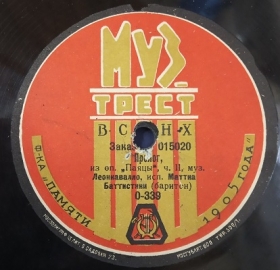 МУЗ
ТРЕСТ
ВСНХ
Заказ 015020
Пролог,
из оп. „Паяцы“, ч. II, муз.
Леонкавалло, исп. Маттиа
Баттистини (баритон)
0-339
Ф-КА „ПАМЯТИ
1905 ГОДА“